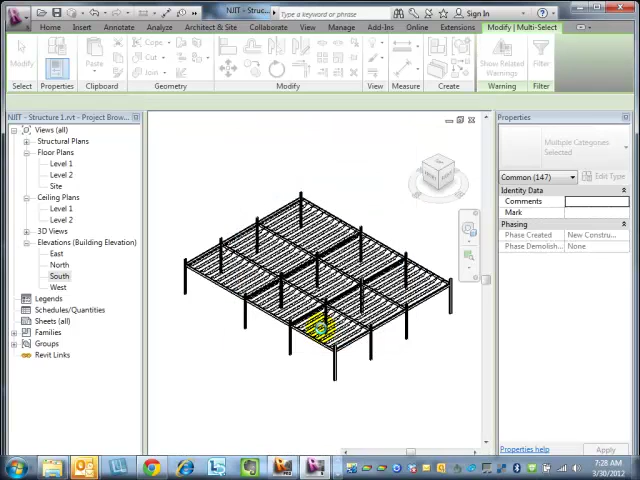 NJIT - Struc...
Type a keyword or phrase
Sign In
Home Insert Annotate Analyze Architect & Site Collaborate View Manage Add-Ins Online Extensions Modify | Multi-Select
Modify
Paste
Cope
Cut
Join
Show Related
Warnings
Filter
Select Properties Clipboard Geometry Modify View Measure Create Warning Filter
NJIT - Structure 1.rvt - Project Brow...
Properties
Views (all)
Structural Plans
Floor Plans
Level 1
Level 2
Site
Ceiling Plans
Level 1
Level 2
3D Views
Elevations (Building Elevation)
East
North
South
West
Legends
Schedules/Quantities
Sheets (all)
Families
Groups
Revit Links
Multiple Categories
Selected
Common (147)
Edit Type
Identity Data
Comments
Mark
Phasing
Phase Created New Constru...
Phase Demolish... None
Properties help
Apply
7:28 AM
3/30/2012